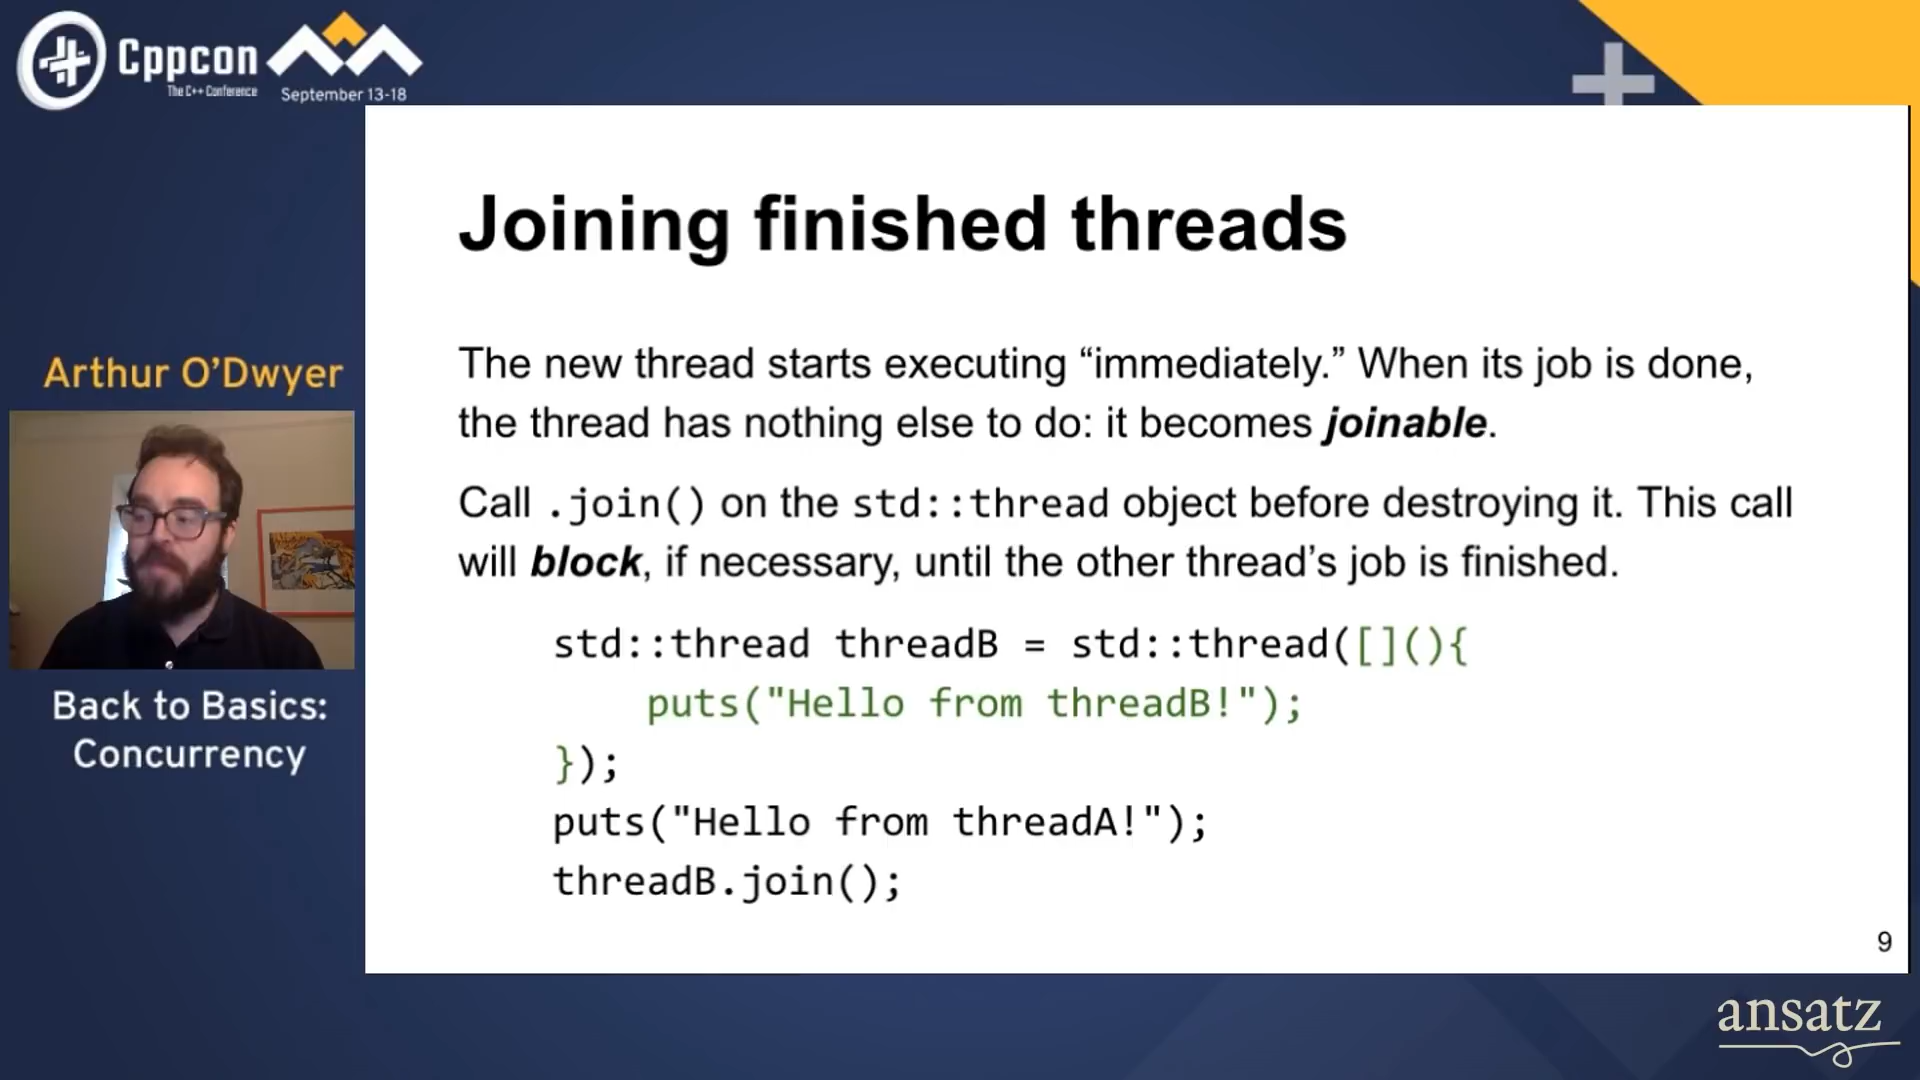 Cppcon
The C++ Conference
September 13-18
Arthur O’Dwyer
Back to Basics:
Concurrency
Joining finished threads
The new thread starts executing “immediately.” When its job is done,
the thread has nothing else to do: it becomes joinable.
Call .join() on the std::thread object before destroying it. This call
will block, if necessary, until the other thread’s job is finished.
std::thread threadB = std::thread([](){
puts("Hello from threadB!");
});
puts("Hello from threadA!");
threadB.join();
9
ansatz